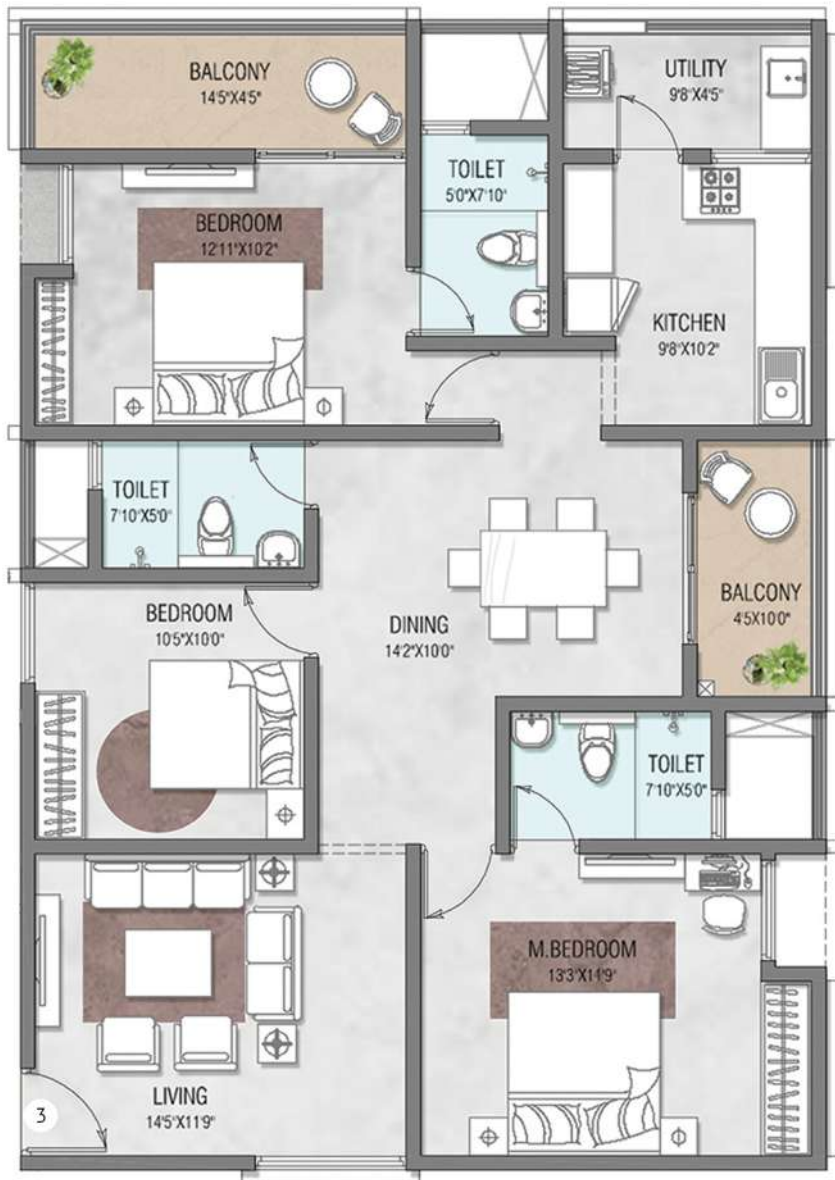 BALCONY
14'5"X4'5"
UTILITY
9'8"X4'5"
TOILET
5'0"X7'10"
BEDROOM
12'11"X10'2"
KITCHEN
9'8"X10'2"
TOILET
7'10"X5'0"
BEDROOM
10'5"X10'0"
DINING
14'2"X10'0"
BALCONY
4'5X10'0"
TOILET
7'10"X5'0"
M.BEDROOM
13'3"X11'9"
LIVING
14'5"X11'9"
3